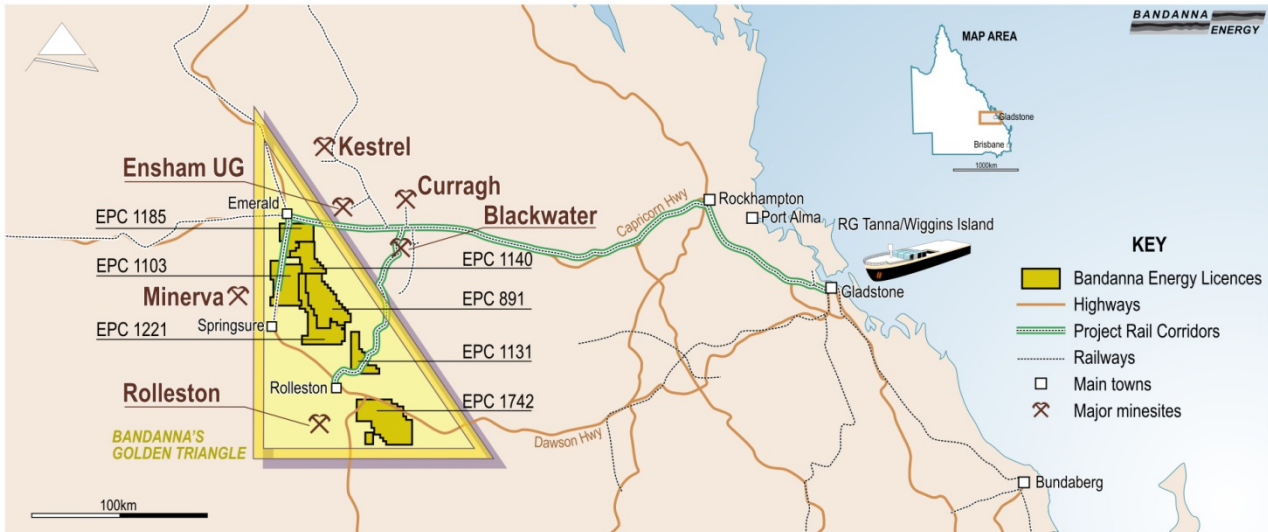 BANDANNA
ENERGY
MAP AREA
Gladstone
Brisbane
1000km
Kestrel
Ensham UG
Curragh
Emerald
Blackwater
EPC 1185
Capricorn Hwy
Rockhampton
Port Alma
RG Tanna/Wiggins Island
EPC 1103
EPC 1140
Minerva
EPC 891
Gladstone
Springsure
EPC 1221
EPC 1131
Rolleston
Rolleston
EPC 1742
Dawson Hwy
BANDANNA'S
GOLDEN TRIANGLE
Bundaberg
100km
KEY
Bandanna Energy Licences
Highways
Project Rail Corridors
Railways
Main towns
Major minesites